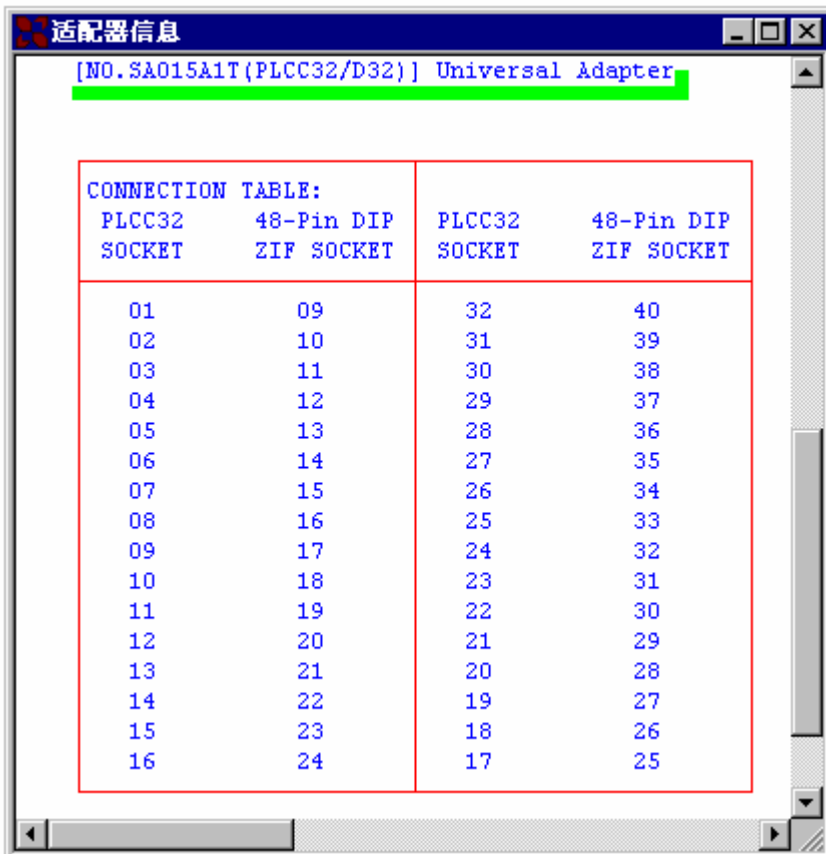 适配器信息
[NO.SA015A1T(PLCC32/D32)] Universal Adapter
CONNECTION TABLE:
PLCC32 48-Pin DIP PLCC32 48-Pin DIP
SOCKET ZIF SOCKET SOCKET ZIF SOCKET
01 09 32 40
02 10 31 39
03 11 30 38
04 12 29 37
05 13 28 36
06 14 27 35
07 15 26 34
08 16 25 33
09 17 24 32
10 18 23 31
11 19 22 30
12 20 21 29
13 21 20 28
14 22 19 27
15 23 18 26
16 24 17 25